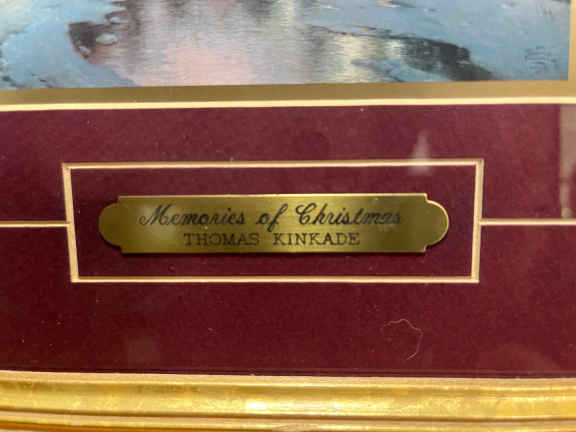 Memories of Christmas
THOMAS KINKADE